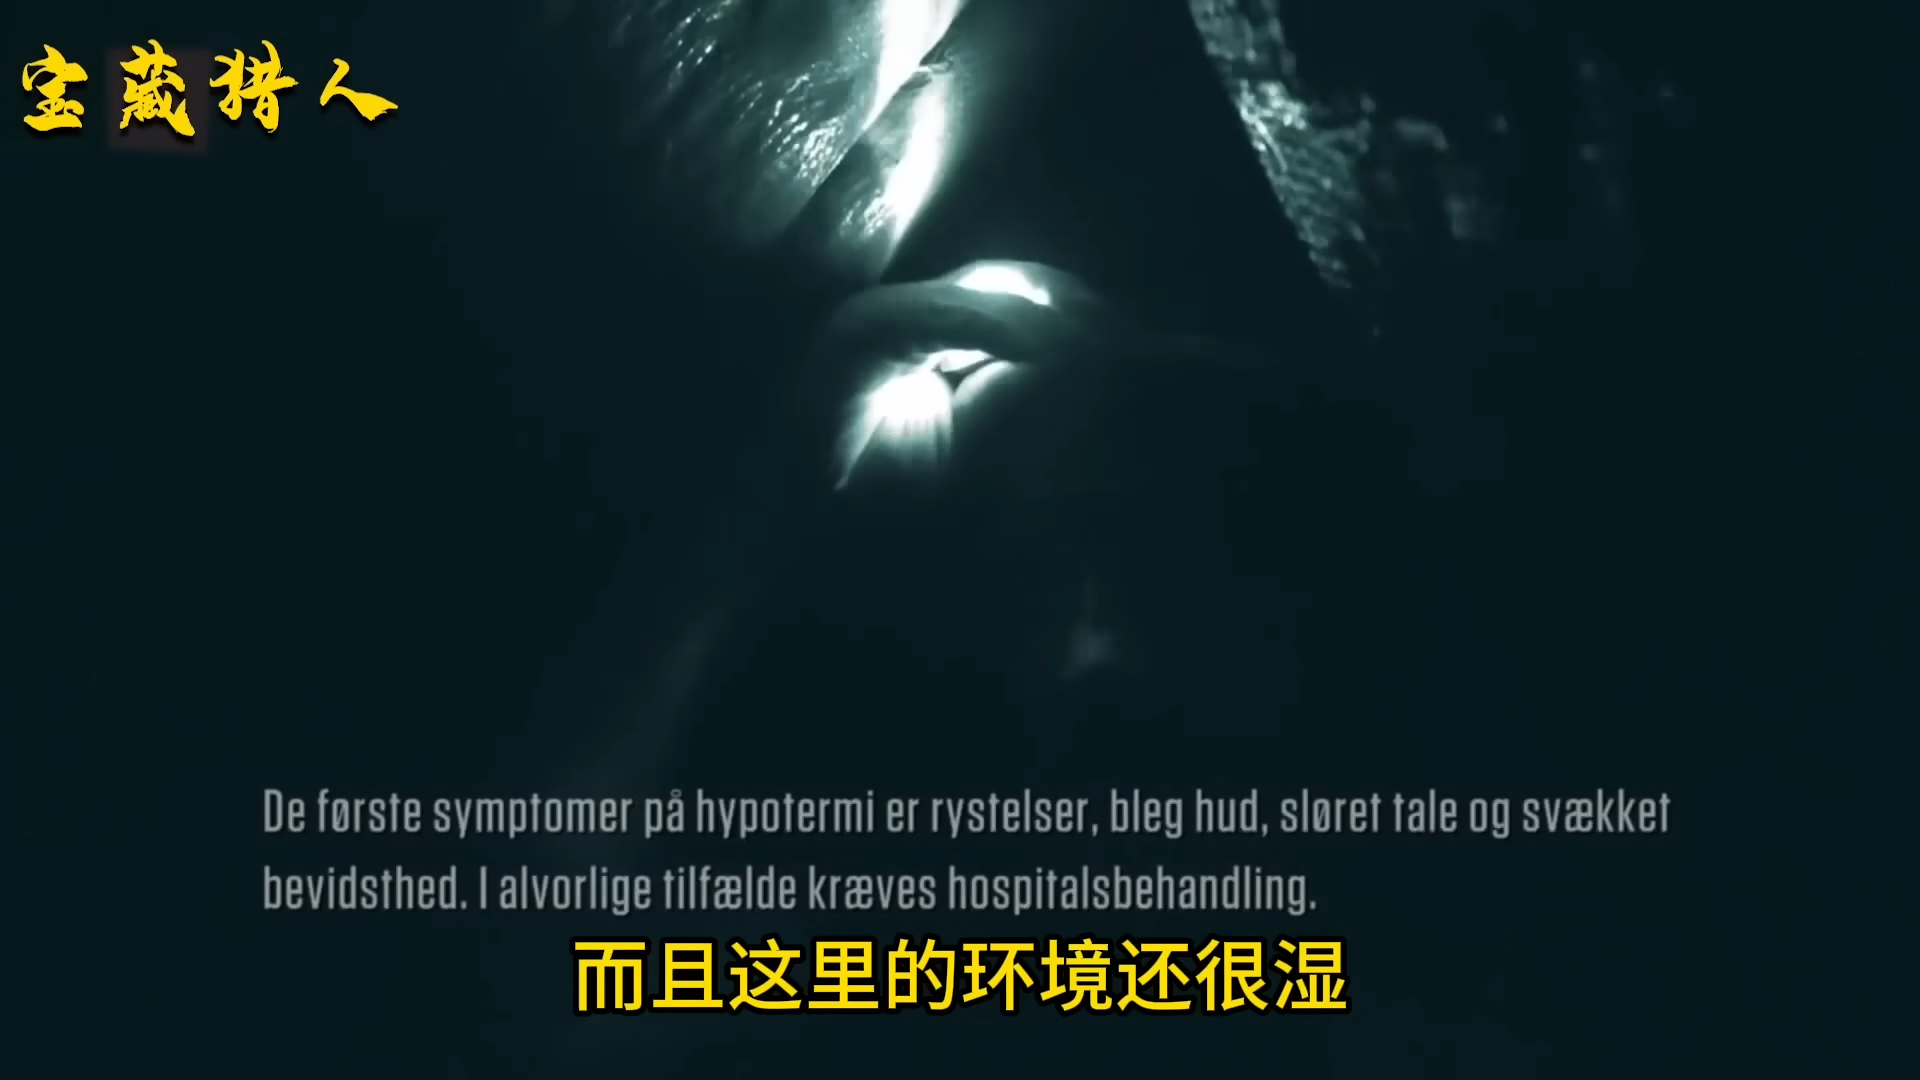 宝藏猎人
De første symptomer på hypotermi er rystelser, bleg hud, sløret tale og svækket
bevidsthed. I alvorlige tilfælde kræves hospitalsbehandling.
而且这里的环境还很湿